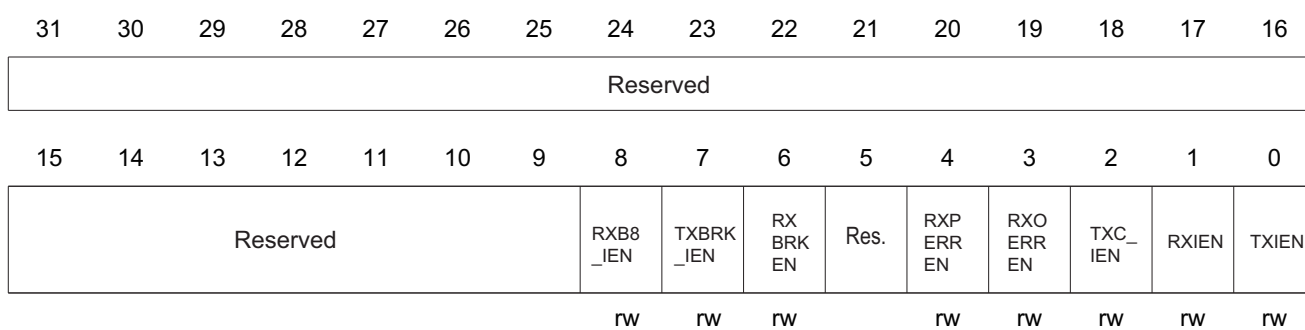 31 30 29 28 27 26 25 24 23 22 21 20 19 18 17 16
Reserved
15 14 13 12 11 10 9 8 7 6 5 4 3 2 1 0
Reserved
RXB8
_IEN
TXBRK
_IEN
RX
BRK
EN
Res.
RXP
ERR
EN
RXO
ERR
EN
TXC_
IEN
RXIEN
TXIEN
rw rw rw rw rw rw rw rw